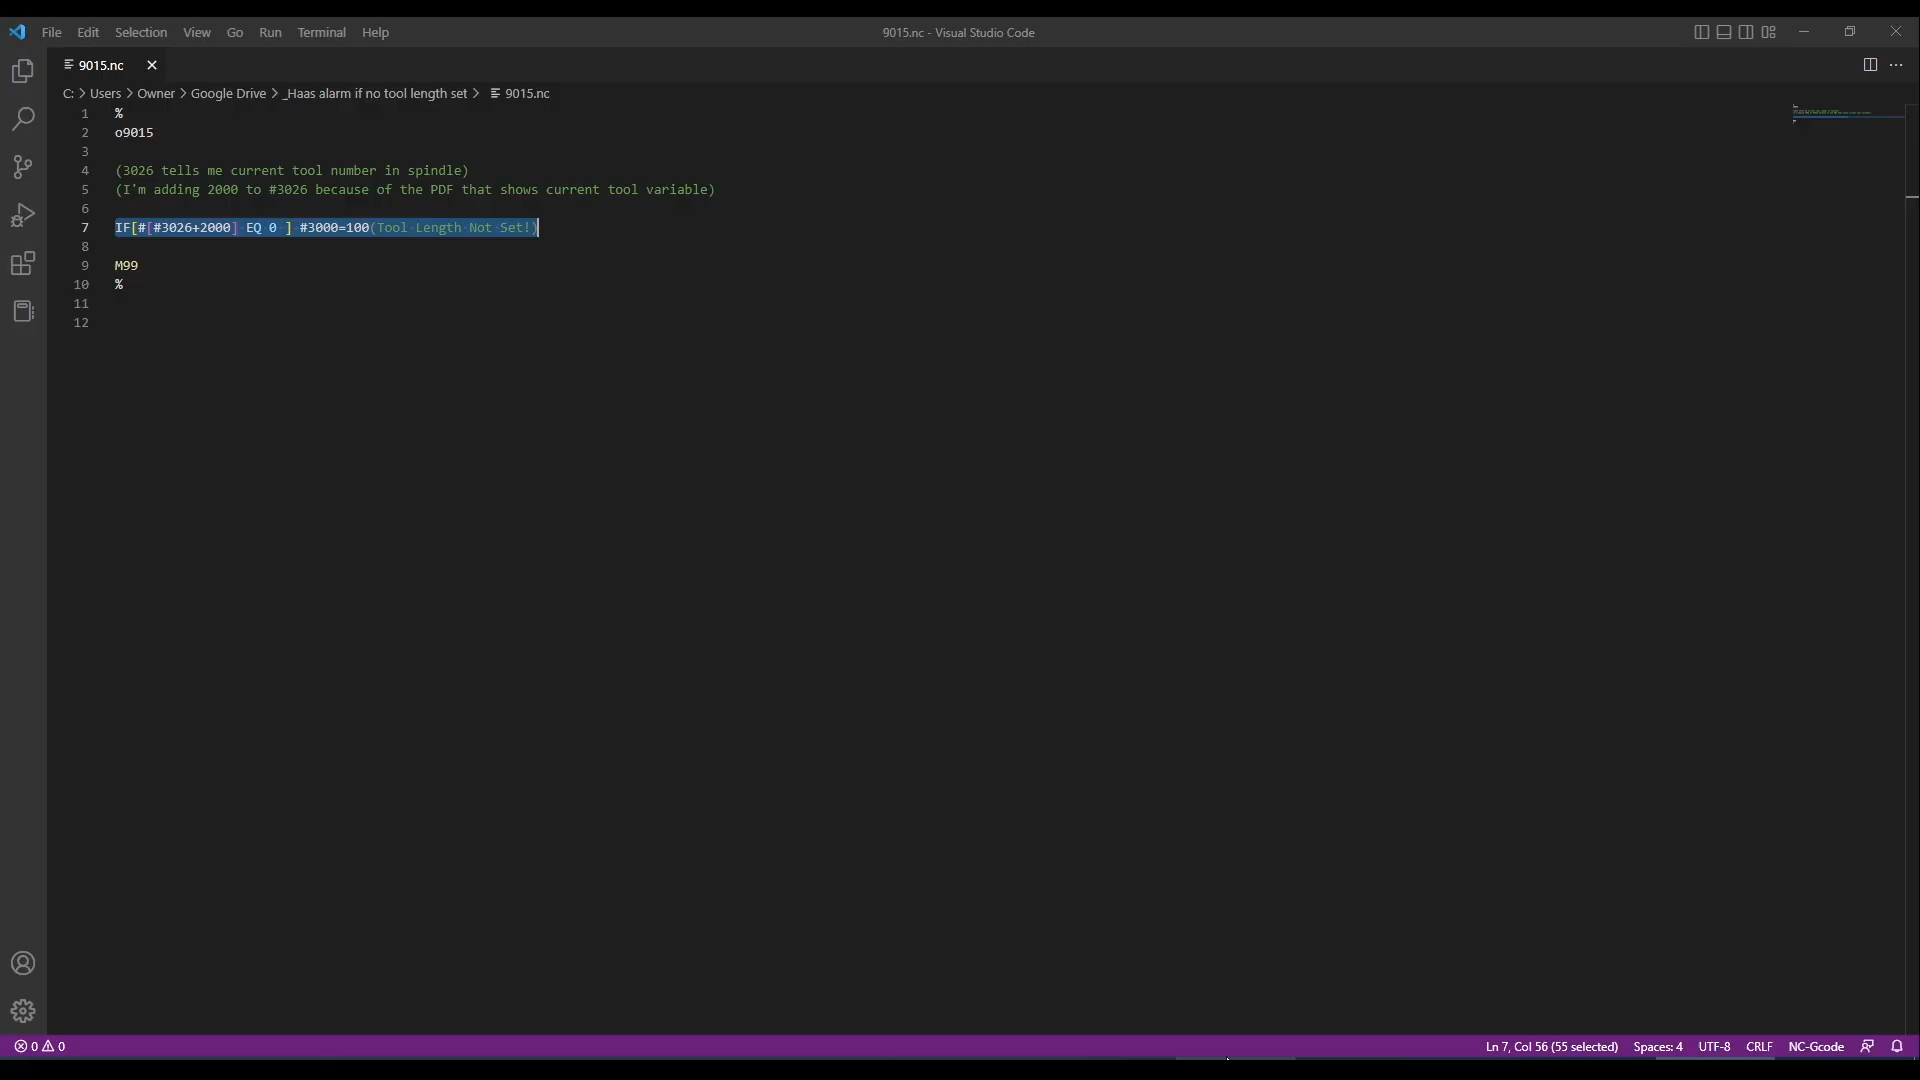 File Edit Selection View Go Run Terminal Help
9015.nc - Visual Studio Code
9015.nc
C: > Users > Owner > Google Drive > _Haas alarm if no tool length set > 9015.nc
1 %
2 o9015
3
4 (3026 tells me current tool number in spindle)
5 (I'm adding 2000 to #3026 because of the PDF that shows current tool variable)
6
7 IF[#[#3026+2000] EQ 0 ] #3000=100(Tool Length Not Set!)
8
9 M99
10 %
11
12
0 0
Ln 7, Col 56 (55 selected) Spaces: 4 UTF-8 CRLF NC-Gcode